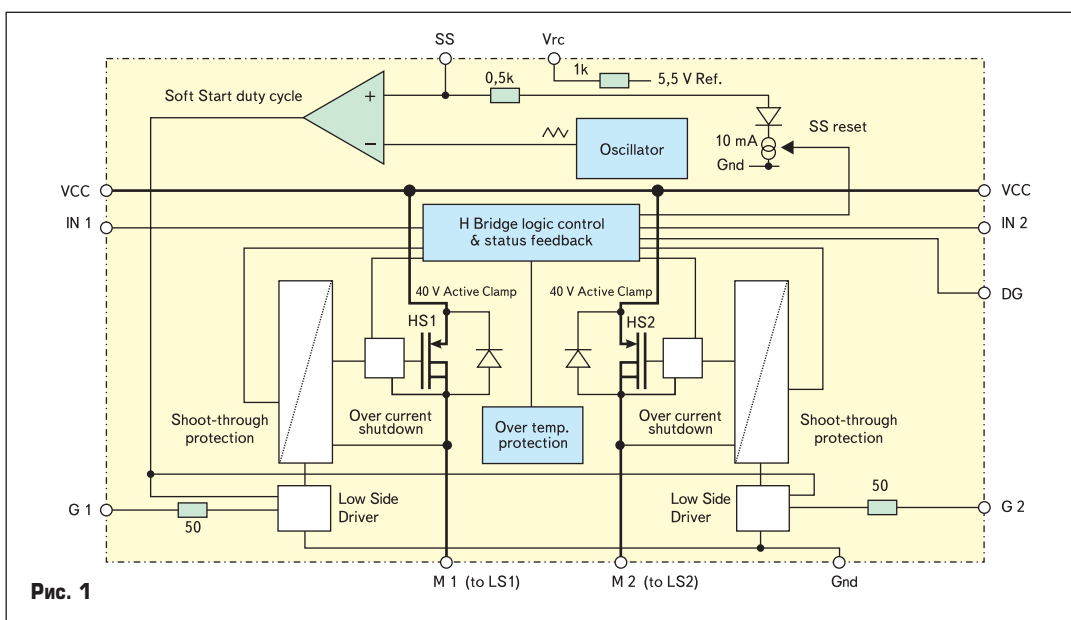 SS
Vrc
1k
5,5 V Ref.
0,5k
Soft Start duty cycle
+
−
Oscillator
SS reset
10 mA
Gnd
VCC
VCC
IN 1
H Bridge logic control
& status feedback
IN 2
DG
40 V Active Clamp
40 V Active Clamp
HS1
HS2
Shoot-through
protection
Over current
shutdown
Over temp.
protection
Over current
shutdown
Shoot-through
protection
G 1
50
Low Side
Driver
Low Side
Driver
50
G 2
M 1 (to LS1)
M 2 (to LS2)
Gnd
Рис. 1